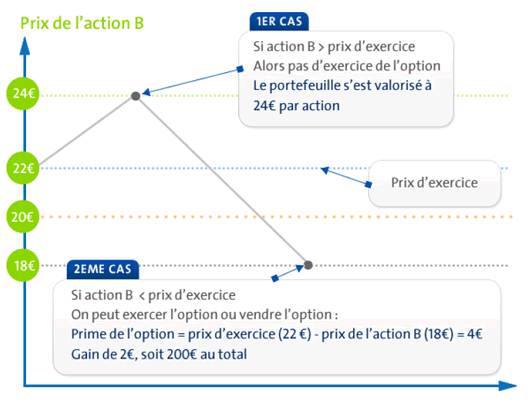 Prix de l'action B
1ER CAS
Si action B > prix d'exercice
Alors pas d'exercice de l'option
Le portefeuille s'est valorisé à
24€ par action
24€
22€
Prix d'exercice
20€
18€
2EME CAS
Si action B < prix d'exercice
On peut exercer l'option ou vendre l'option :
Prime de l'option = prix d'exercice (22 €) - prix de l'action B (18€) = 4€
Gain de 2€, soit 200€ au total